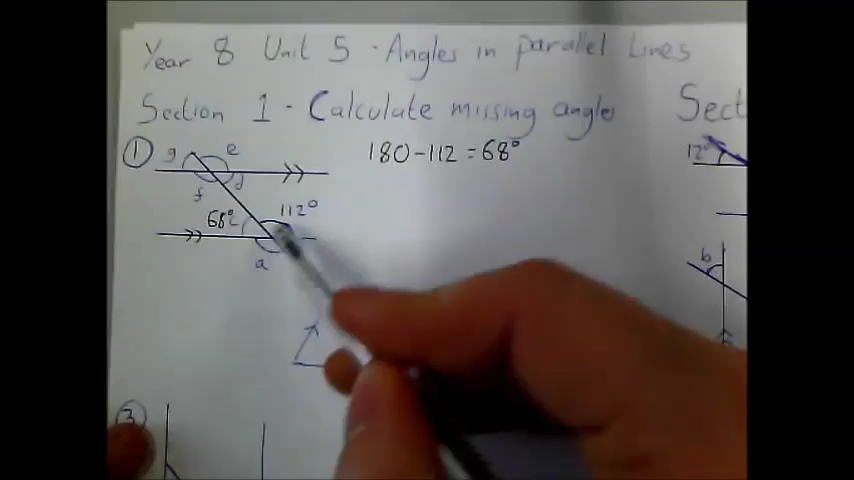 Year 8 Unit 5 - Angles in parallel Lines
Section 1 - Calculate missing angles
Sect
1
g
e
180-112=68°
12°
f
d
68°
112°
a
b
3